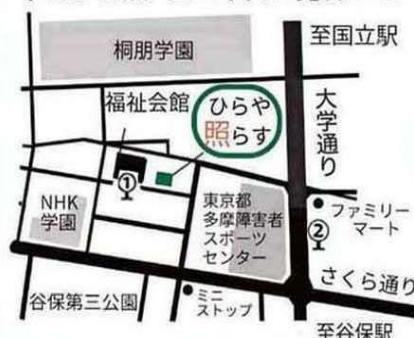 至国立駅
桐朋学園
福祉会館
ひらや
照らす
大学通り
①
NHK
学園
東京都
多摩障害者
スポーツ
センター
ファミリー
マート
②
さくら通り
谷保第三公園
ミニ
ストップ
至谷保駅